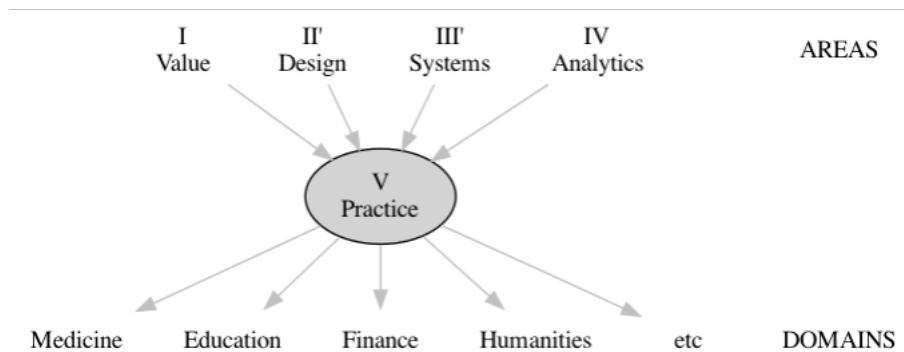 I II' III' IV
Value Design Systems Analytics AREAS
V
Practice
Medicine Education Finance Humanities etc DOMAINS